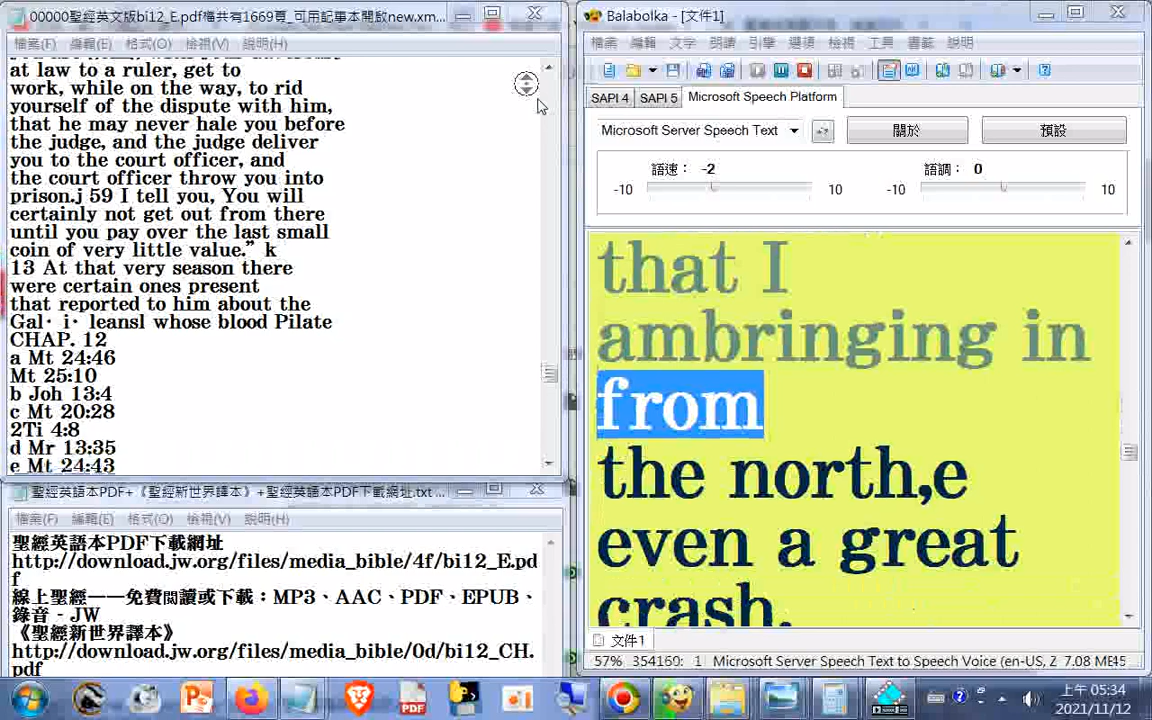 00000聖經英文版bi12_E.pdf檔共有1669頁_可用記事本開啟new.xm...
檔案(F) 編輯(E) 格式(O) 檢視(V) 說明(H)
at law to a ruler, get to
work, while on the way, to rid
yourself of the dispute with him,
that he may never hale you before
the judge, and the judge deliver
you to the court officer, and
the court officer throw you into
prison.j 59 I tell you, You will
certainly not get out from there
until you pay over the last small
coin of very little value.” k
13 At that very season there
were certain ones present
that reported to him about the
Gal· i· leansl whose blood Pilate
CHAP. 12
a Mt 24:46
Mt 25:10
b Joh 13:4
c Mt 20:28
2Ti 4:8
d Mr 13:35
e Mt 24:43
聖經英語本PDF+《聖經新世界譯本》+聖經英語本PDF下載網址.txt ...
檔案(F) 編輯(E) 格式(O) 檢視(V) 說明(H)
聖經英語本PDF下載網址
http://download.jw.org/files/media_bible/4f/bi12_E.pd
f
線上聖經——免費閱讀或下載：MP3、AAC、PDF、EPUB、
錄音 - JW
《聖經新世界譯本》
http://download.jw.org/files/media_bible/0d/bi12_CH.
pdf
Balabolka - [文件1]
檔案 編輯 文字 朗讀 引擎 選項 檢視 工具 書籤 說明
SAPI 4 SAPI 5 Microsoft Speech Platform
Microsoft Server Speech Text 關於 預設
語速： -2 語調： 0
-10 10 -10 10
that I
ambringing in
from
the north,e
even a great
crash.
文件1
57% 354169: 1 Microsoft Server Speech Text to Speech Voice (en-US, Z 7.08 ME45
上午 05:34
2021/11/12